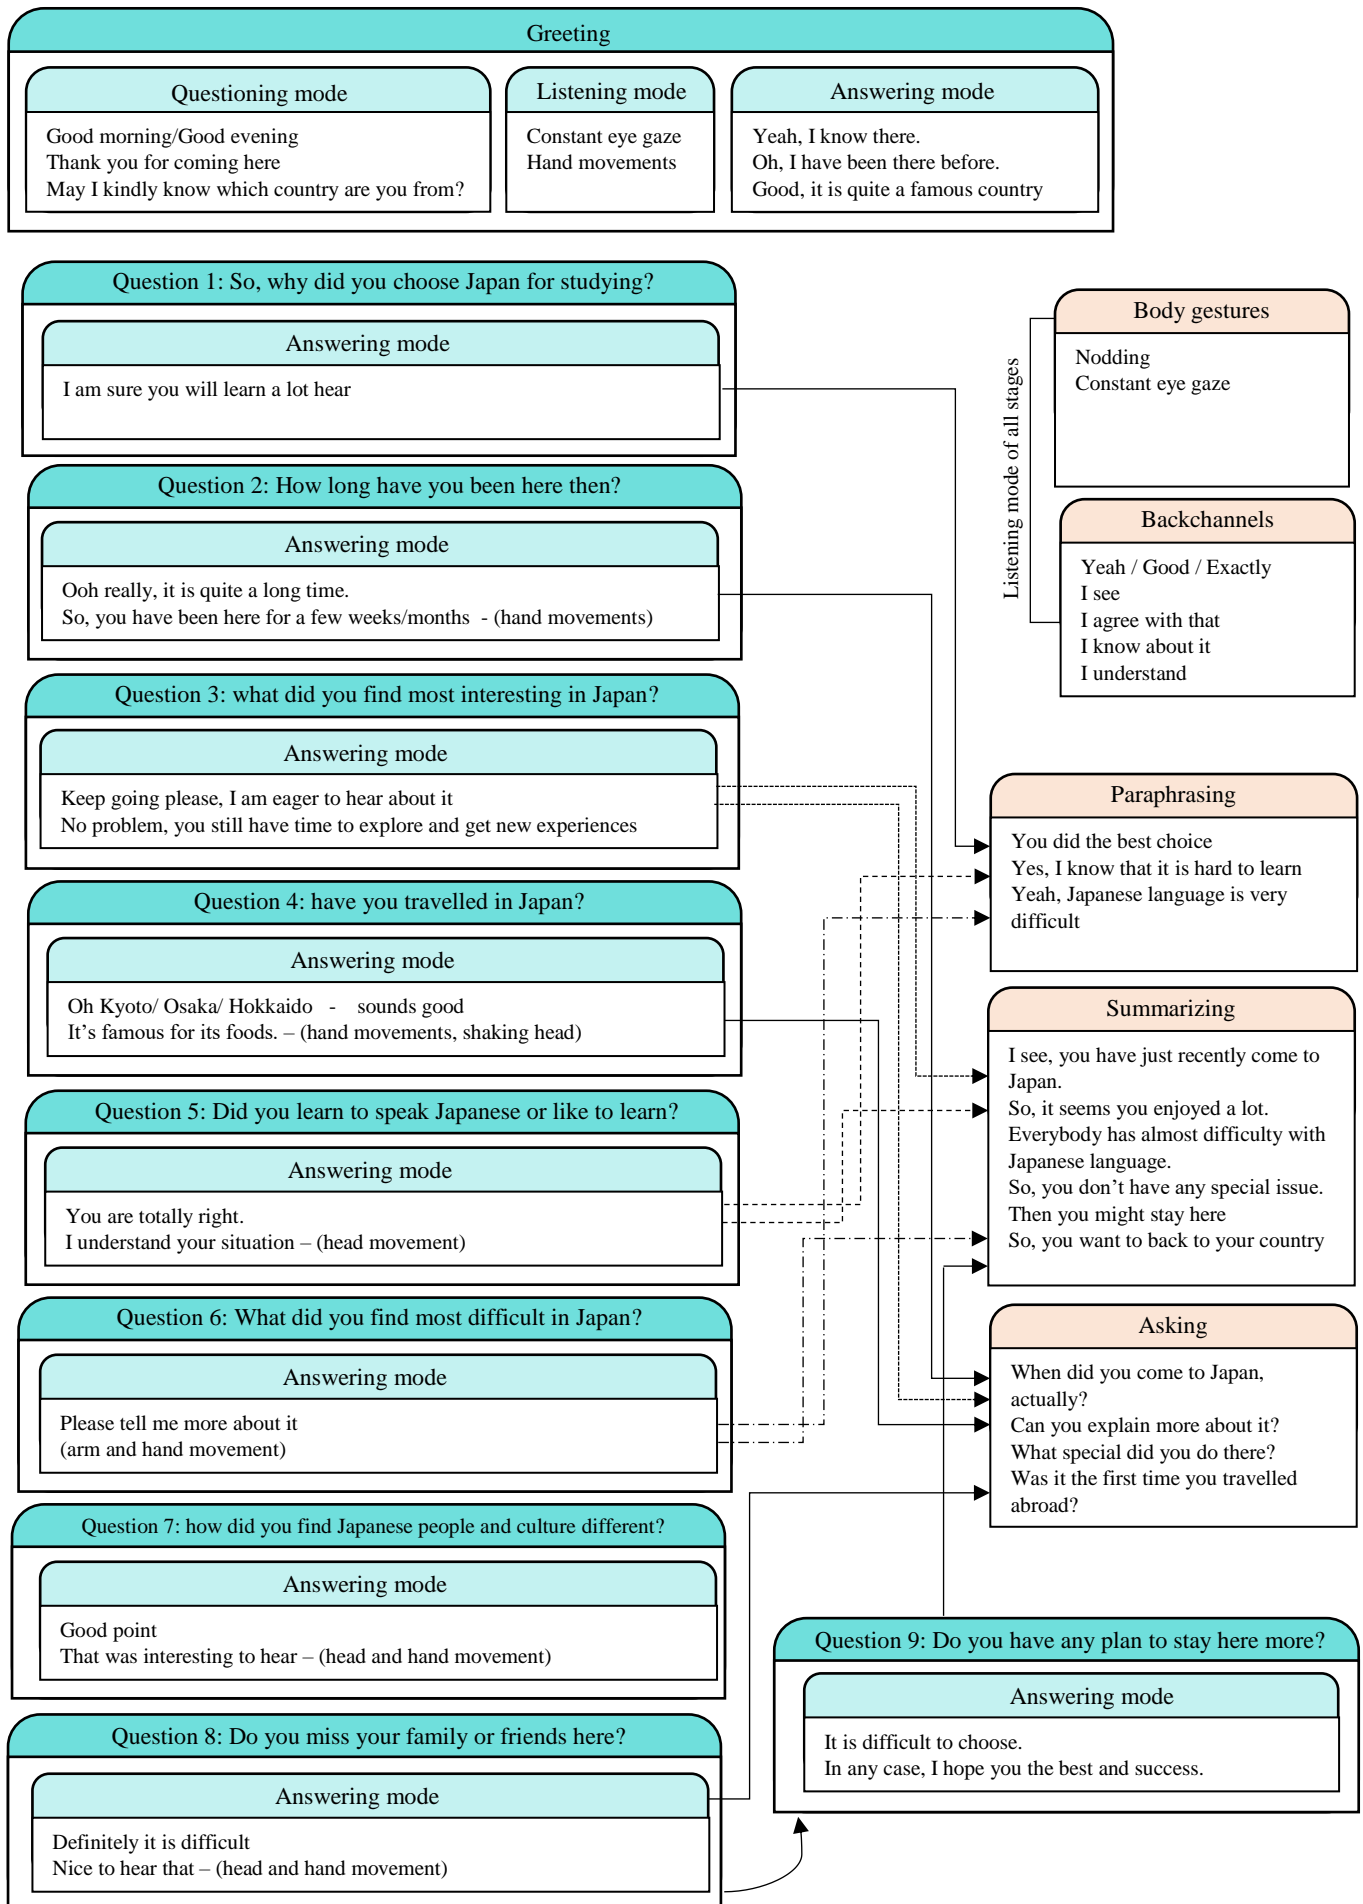 Greeting
Questioning mode
Good morning/Good evening
Thank you for coming here
May I kindly know which country are you from?
Listening mode
Constant eye gaze
Hand movements
Answering mode
Yeah, I know there.
Oh, I have been there before.
Good, it is quite a famous country
Question 1: So, why did you choose Japan for studying?
Answering mode
I am sure you will learn a lot hear
Question 2: How long have you been here then?
Answering mode
Ooh really, it is quite a long time.
So, you have been here for a few weeks/months - (hand movements)
Question 3: what did you find most interesting in Japan?
Answering mode
Keep going please, I am eager to hear about it
No problem, you still have time to explore and get new experiences
Question 4: have you travelled in Japan?
Answering mode
Oh Kyoto/ Osaka/ Hokkaido - sounds good
It’s famous for its foods. – (hand movements, shaking head)
Question 5: Did you learn to speak Japanese or like to learn?
Answering mode
You are totally right.
I understand your situation – (head movement)
Question 6: What did you find most difficult in Japan?
Answering mode
Please tell me more about it
(arm and hand movement)
Question 7: how did you find Japanese people and culture different?
Answering mode
Good point
That was interesting to hear – (head and hand movement)
Question 8: Do you miss your family or friends here?
Answering mode
Definitely it is difficult
Nice to hear that – (head and hand movement)
Listening mode of all stages
Body gestures
Nodding
Constant eye gaze
Backchannels
Yeah / Good / Exactly
I see
I agree with that
I know about it
I understand
Paraphrasing
You did the best choice
Yes, I know that it is hard to learn
Yeah, Japanese language is very
difficult
Summarizing
I see, you have just recently come to
Japan.
So, it seems you enjoyed a lot.
Everybody has almost difficulty with
Japanese language.
So, you don’t have any special issue.
Then you might stay here
So, you want to back to your country
Asking
When did you come to Japan,
actually?
Can you explain more about it?
What special did you do there?
Was it the first time you travelled
abroad?
Question 9: Do you have any plan to stay here more?
Answering mode
It is difficult to choose.
In any case, I hope you the best and success.